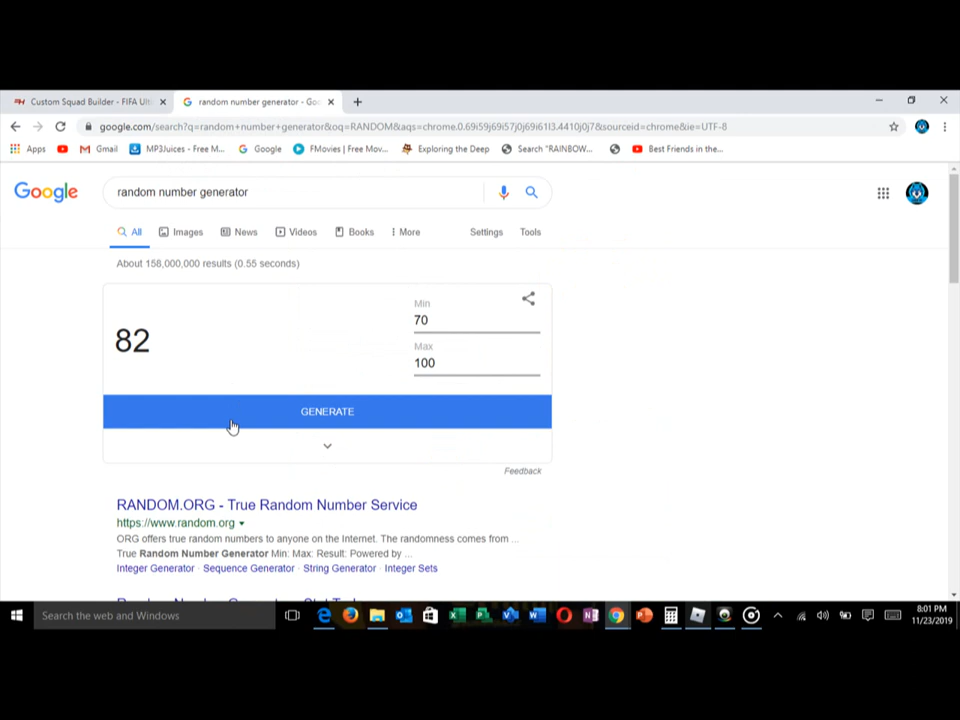 Custom Squad Builder - FIFA Ulti
random number generator - Goo
google.com/search?q=random+number+generator&oq=RANDOM&aqs=chrome.0.69i59j69i57j0j69i61l3.4410j0j7&sourceid=chrome&ie=UTF-8
Apps Gmail MP3Juices - Free M... Google FMovies | Free Mov... Exploring the Deep Search "RAINBOW... Best Friends in the...
Google random number generator
All Images News Videos Books More Settings Tools
About 158,000,000 results (0.55 seconds)
Min
70
82
Max
100
GENERATE
Feedback
RANDOM.ORG - True Random Number Service
https://www.random.org
ORG offers true random numbers to anyone on the Internet. The randomness comes from ...
True Random Number Generator Min: Max: Result: Powered by ...
Integer Generator · Sequence Generator · String Generator · Integer Sets
Search the web and Windows
8:01 PM
11/23/2019